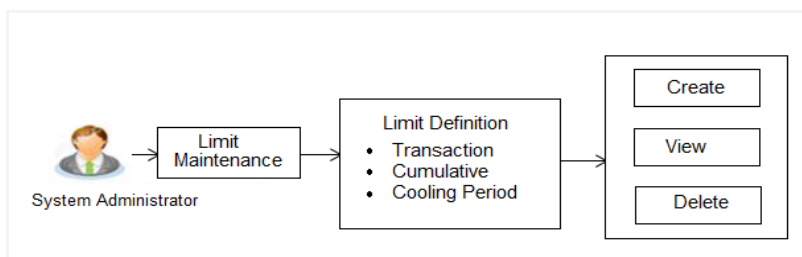 System Administrator
Limit
Maintenance
Limit Definition
• Transaction
• Cumulative
• Cooling Period
Create
View
Delete